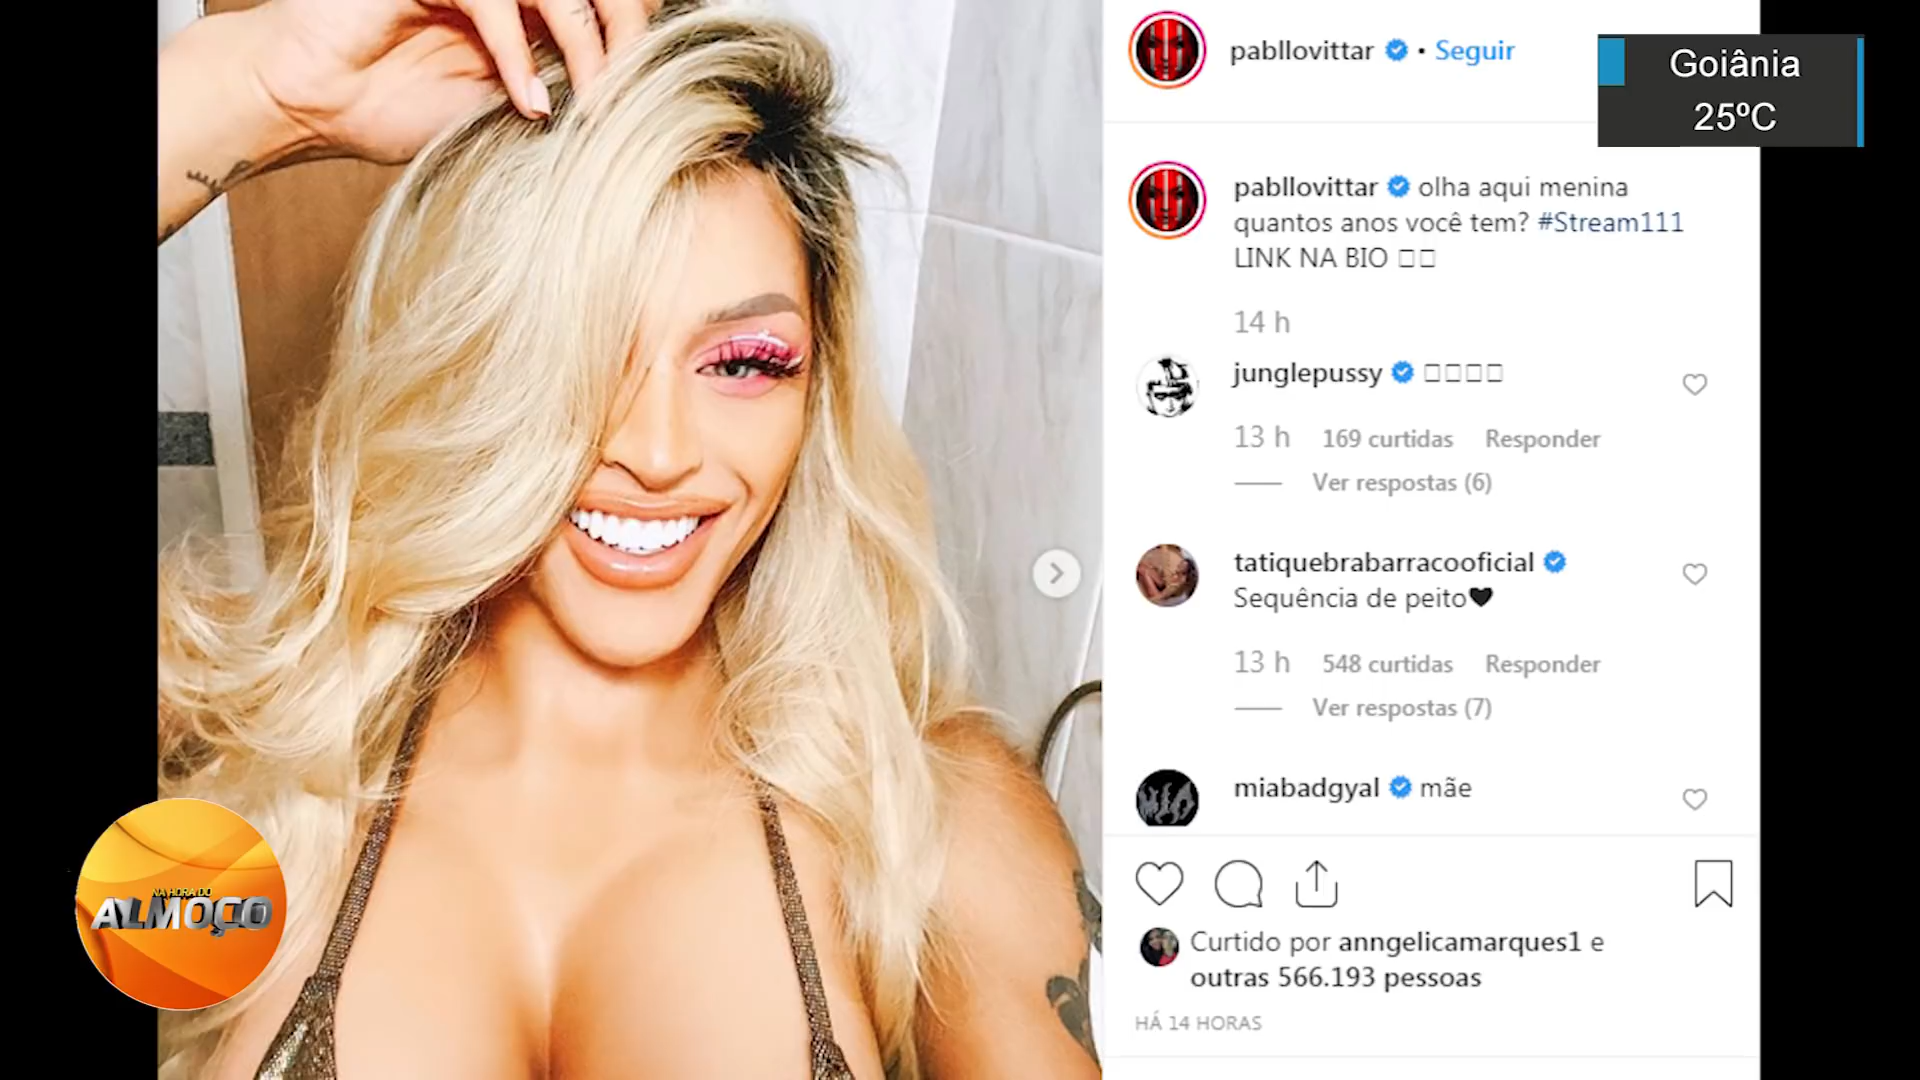 pabllovittar • Seguir
Goiânia
25ºC
pabllovittar olha aqui menina
quantos anos você tem? #Stream111
LINK NA BIO
14 h
junglepussy
13 h 169 curtidas Responder
Ver respostas (6)
tatiquebrabarracooficial
Sequência de peito🖤
13 h 548 curtidas Responder
Ver respostas (7)
miabadgyal mãe
NA HORA DO
ALMOÇO
Curtido por anngelicamarques1 e
outras 566.193 pessoas
HÁ 14 HORAS